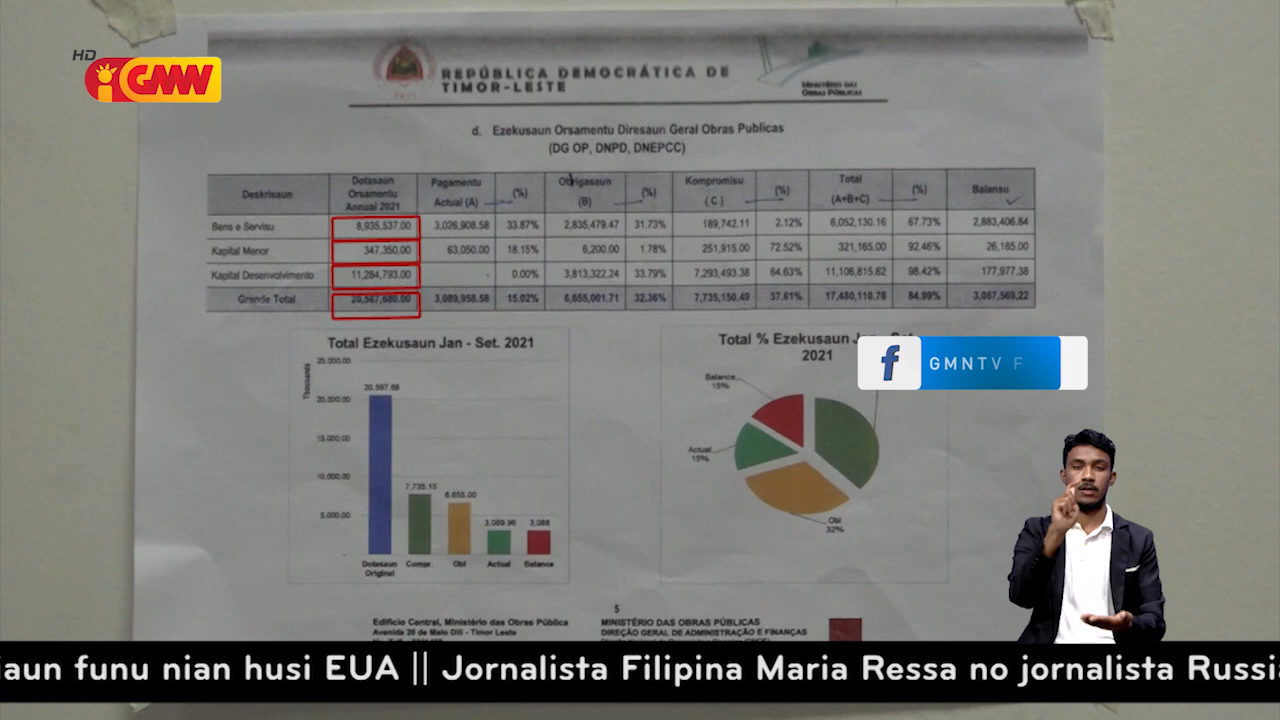 HD
GMN
REPÚBLICA DEMOCRÁTICA DE
TIMOR-LESTE
MINISTÉRIO DAS
OBRAS PÚBLICAS
d. Ezekusaun Orsamentu Diresaun Geral Obras Publicas
(DG OP, DNPD, DNEPCC)
Deskrisaun Dotasaun Orsamentu Annual 2021 Pagamentu Actual (A) (%) Obrigasaun (B) (%) Kompromisu (C) (%) Total (A+B+C) (%) Balansu
Bens e Servisu 8,935,537.00 3,026,908.58 33.87% 2,835,479.47 31.73% 189,742.11 2.12% 6,052,130.16 67.73% 2,883,406.84
Kapital Menor 347,350.00 63,050.00 18.15% 6,200.00 1.78% 251,915.00 72.52% 321,165.00 92.46% 26,185.00
Kapital Desenvolvimento 11,284,793.00 - 0.00% 3,813,322.24 33.79% 7,293,493.38 64.63% 11,106,815.62 98.42% 177,977.38
Grande Total 20,567,680.00 3,089,958.58 15.02% 6,655,001.71 32.36% 7,735,150.49 37.61% 17,480,110.78 84.99% 3,087,569.22
Total Ezekusaun Jan - Set. 2021
Thousands
25,000.00
20,000.00
15,000.00
10,000.00
5,000.00
-
20,567.68
7,735.15
6,655.00
3,089.96
3,088
Dotasaun Original
Compr.
Obl
Actual
Balance
Total % Ezekusaun
2021
Balance
15%
Actual
15%
Obl
32%
f GMNTV F
5
Edificio Central, Ministério das Obras Pública
Avenida 20 de Maio Dili - Timor Leste
MINISTÉRIO DAS OBRAS PÚBLICAS
DIREÇÃO GERAL DE ADMINISTRAÇÃO E FINANÇAS
iaun funu nian husi EUA || Jornalista Filipina Maria Ressa no jornalista Russia